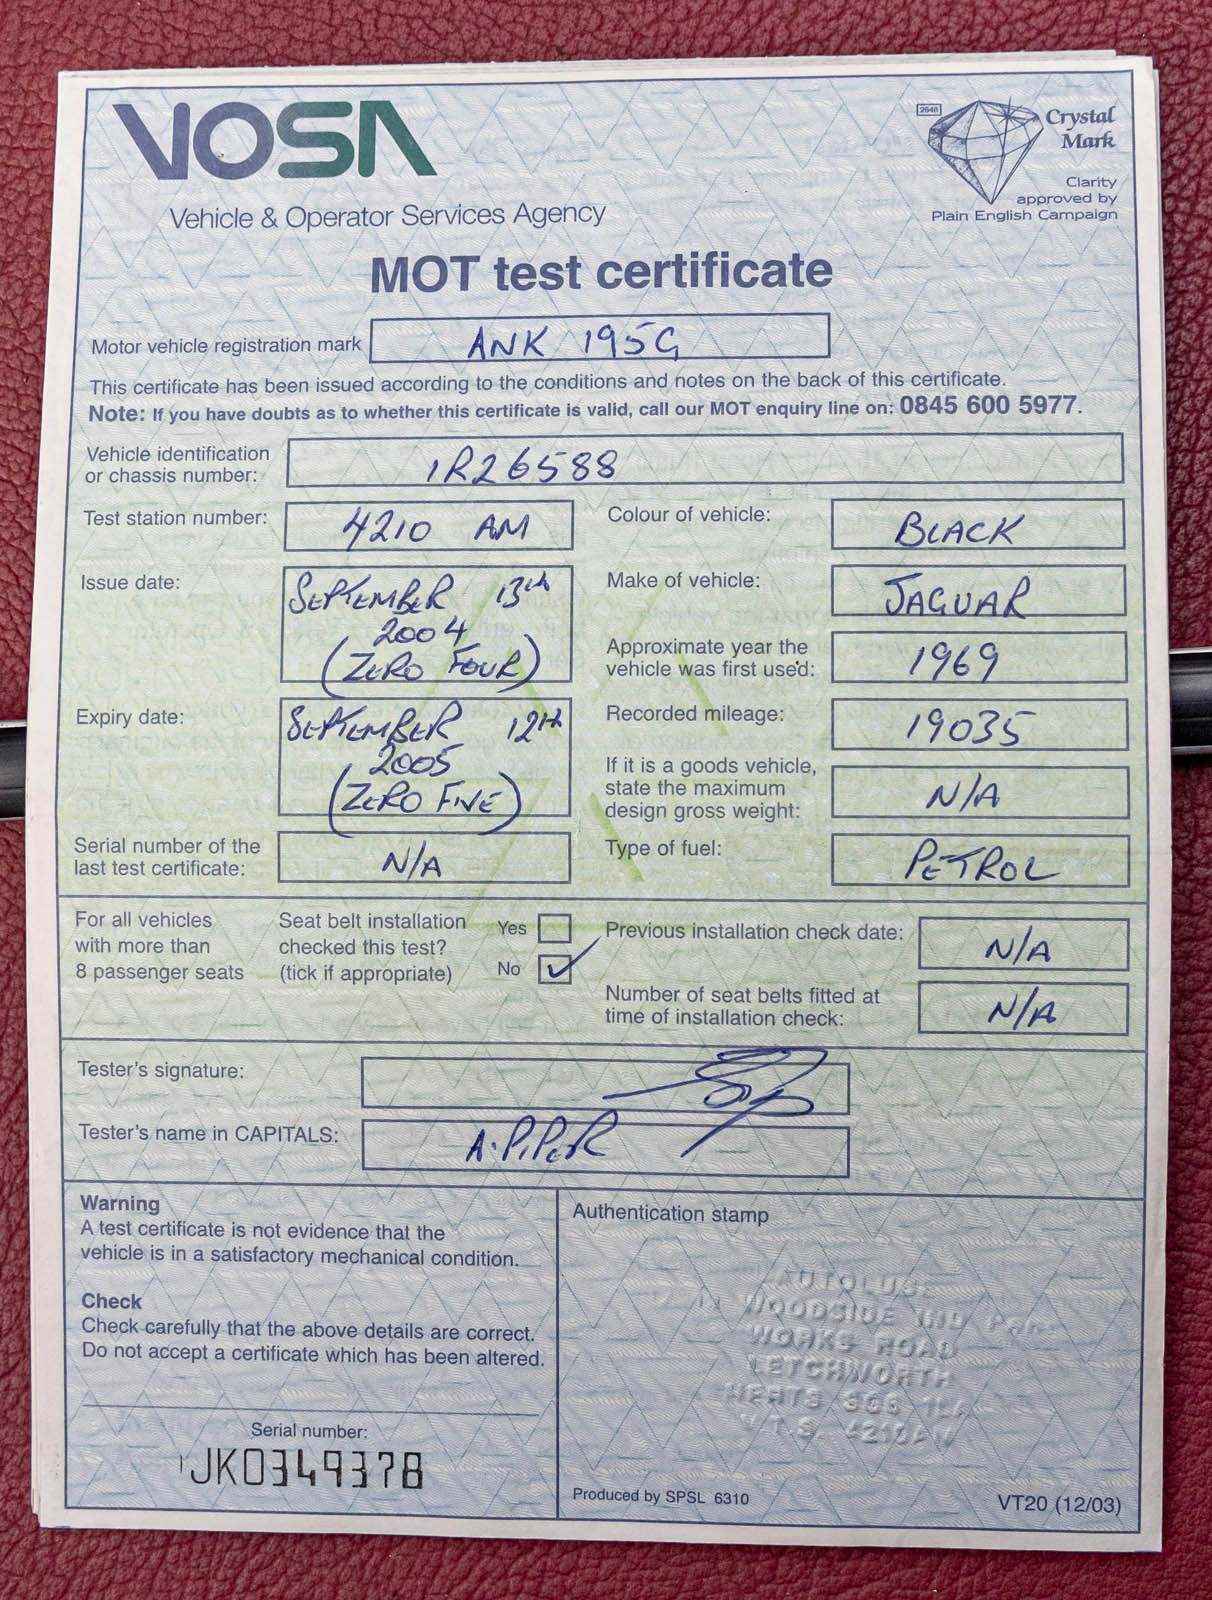 VOSA
Vehicle & Operator Services Agency
2648
Crystal
Mark
Clarity
approved by
Plain English Campaign
MOT test certificate
Motor vehicle registration mark ANK 195G
This certificate has been issued according to the conditions and notes on the back of this certificate.
Note: If you have doubts as to whether this certificate is valid, call our MOT enquiry line on: 0845 600 5977.
Vehicle identification
or chassis number: 1R26588
Test station number: 4210 AM
Colour of vehicle: BLACK
Issue date: SEPTEMBER 13th
2004
(ZERO FOUR)
Make of vehicle: JAGUAR
Approximate year the
vehicle was first used: 1969
Expiry date: SEPTEMBER 12th
2005
(ZERO FIVE)
Recorded mileage: 19035
If it is a goods vehicle,
state the maximum
design gross weight: N/A
Serial number of the
last test certificate: N/A
Type of fuel: PETROL
For all vehicles
with more than
8 passenger seats
Seat belt installation
checked this test?
(tick if appropriate)
Yes
No
Previous installation check date: N/A
Number of seat belts fitted at
time of installation check: N/A
Tester's signature:
Tester's name in CAPITALS: A. PIPER
Warning
A test certificate is not evidence that the
vehicle is in a satisfactory mechanical condition.
Check
Check carefully that the above details are correct.
Do not accept a certificate which has been altered.
Serial number:
JK0349378
Authentication stamp
WOODSIDE IND
WORKS ROAD
LETCHWORTH
HERTS SG6 1LA
V.T.S. 4210AM
Produced by SPSL 6310
VT20 (12/03)